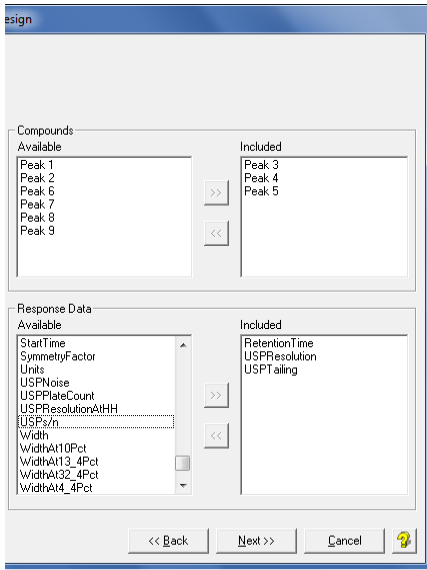 esign
Compounds
Available
Included
Peak 1
Peak 2
Peak 6
Peak 7
Peak 8
Peak 9
>>
<<
Peak 3
Peak 4
Peak 5
Response Data
Available
Included
StartTime
SymmetryFactor
Units
USPNoise
USPPlateCount
USPResolutionAtHH
USPs/n
Width
WidthAt10Pct
WidthAt13_4Pct
WidthAt32_4Pct
WidthAt4_4Pct
>>
<<
RetentionTime
USPResolution
USPTailing
<< Back
Next >>
Cancel
?